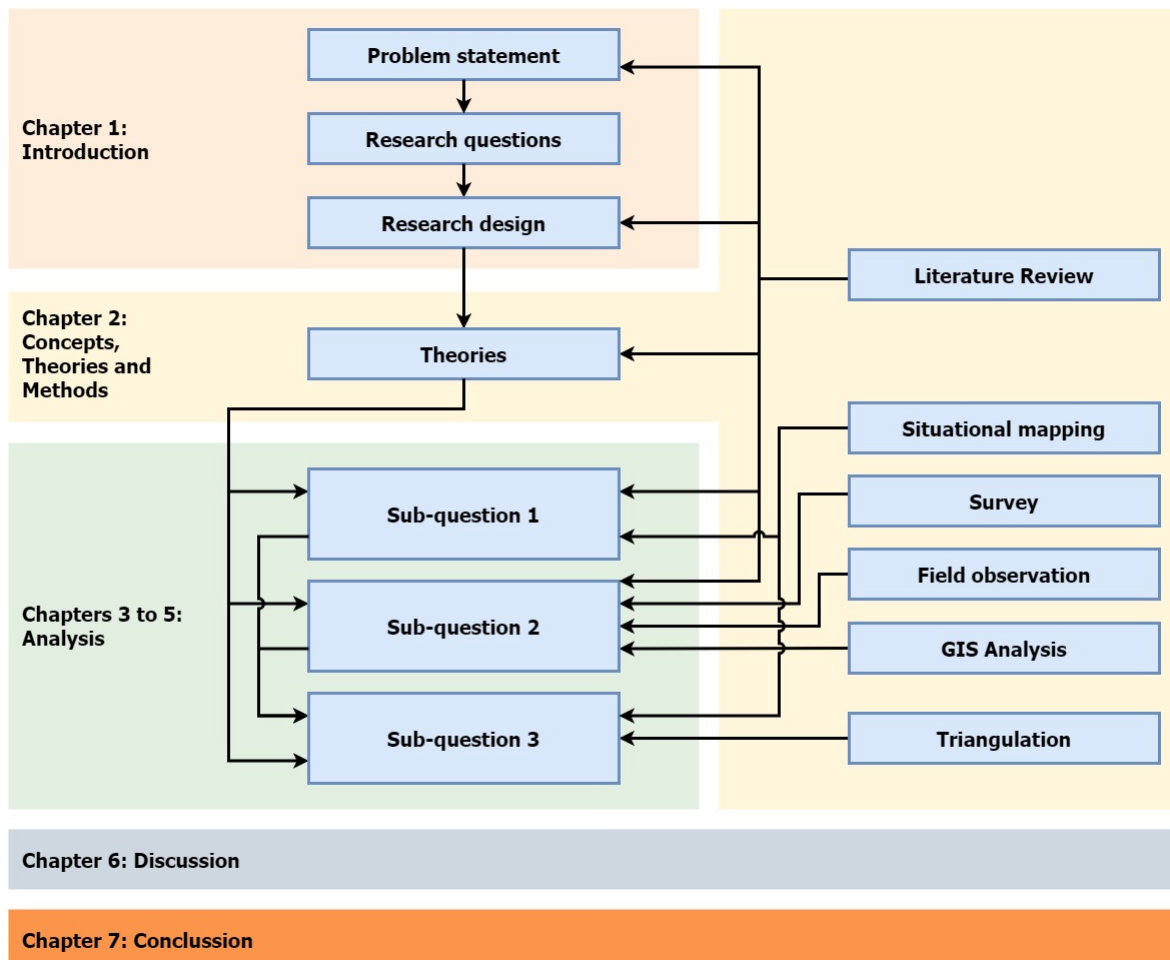 Problem statement
Chapter 1:
Introduction
Research questions
Research design
Literature Review
Chapter 2:
Concepts,
Theories and
Methods
Theories
Situational mapping
Survey
Field observation
GIS Analysis
Triangulation
Chapters 3 to 5:
Analysis
Sub-question 1
Sub-question 2
Sub-question 3
Chapter 6: Discussion
Chapter 7: Conclussion